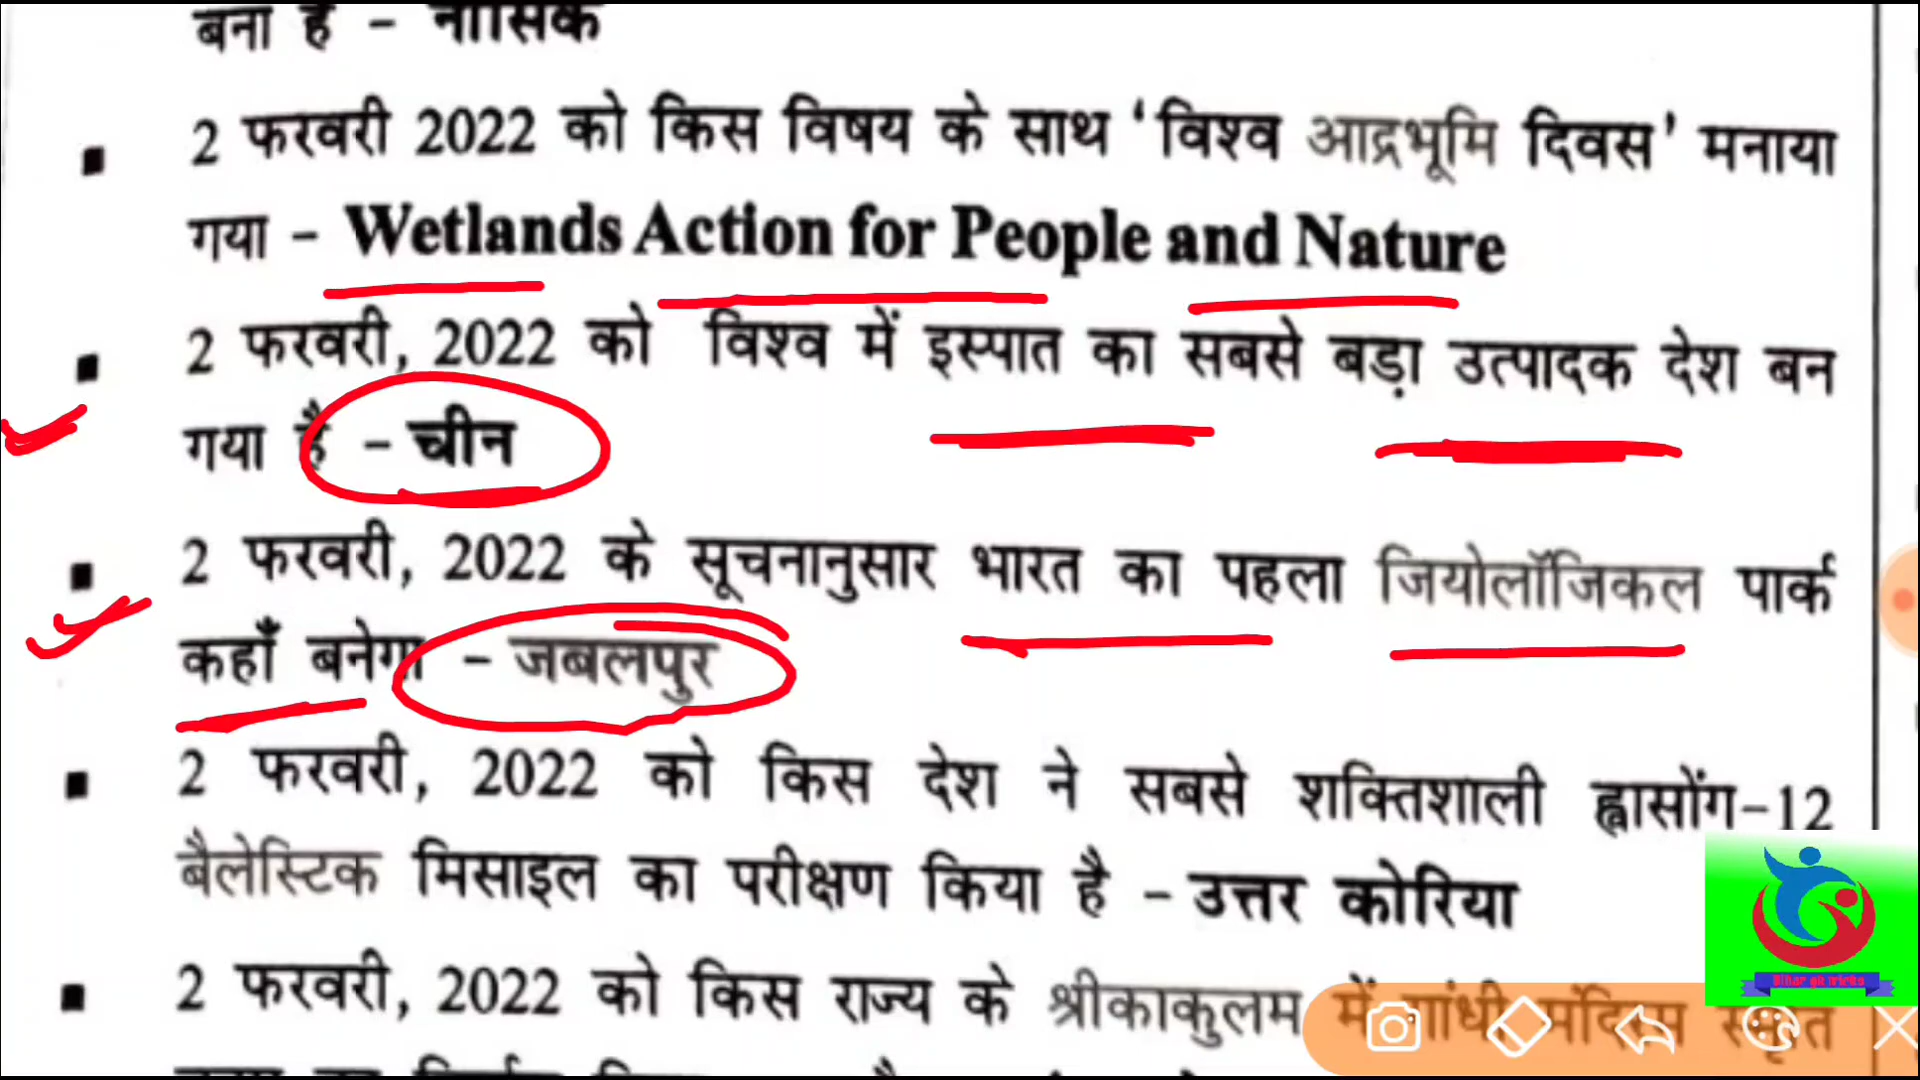 बना है - नासिक
2 फरवरी 2022 को किस विषय के साथ ‘विश्व आद्रभूमि दिवस’ मनाया
गया - Wetlands Action for People and Nature
2 फरवरी, 2022 को विश्व में इस्पात का सबसे बड़ा उत्पादक देश बन
गया है - चीन
2 फरवरी, 2022 के सूचनानुसार भारत का पहला जियोलॉजिकल पार्क
कहाँ बनेगा - जबलपुर
2 फरवरी, 2022 को किस देश ने सबसे शक्तिशाली ह्वासोंग-12
बैलेस्टिक मिसाइल का परीक्षण किया है - उत्तर कोरिया
2 फरवरी, 2022 को किस राज्य के श्रीकाकुलम में गांधी मंदिरम स्मृति